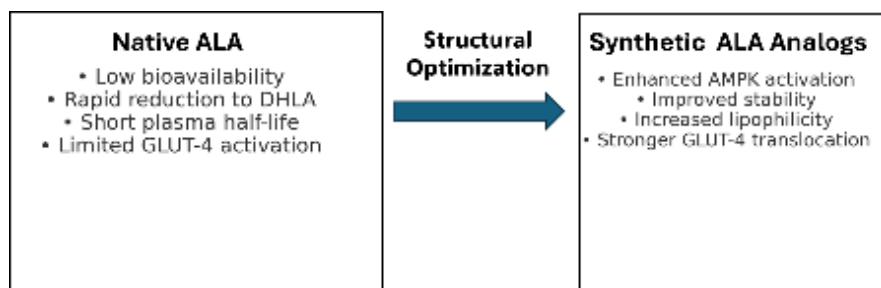 Native ALA
• Low bioavailability
• Rapid reduction to DHLA
• Short plasma half-life
• Limited GLUT-4 activation
Structural
Optimization
Synthetic ALA Analogs
• Enhanced AMPK activation
• Improved stability
• Increased lipophilicity
• Stronger GLUT-4 translocation